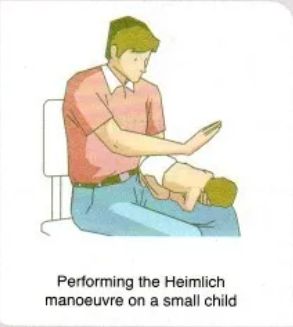 Performing the Heimlich
manoeuvre on a small child